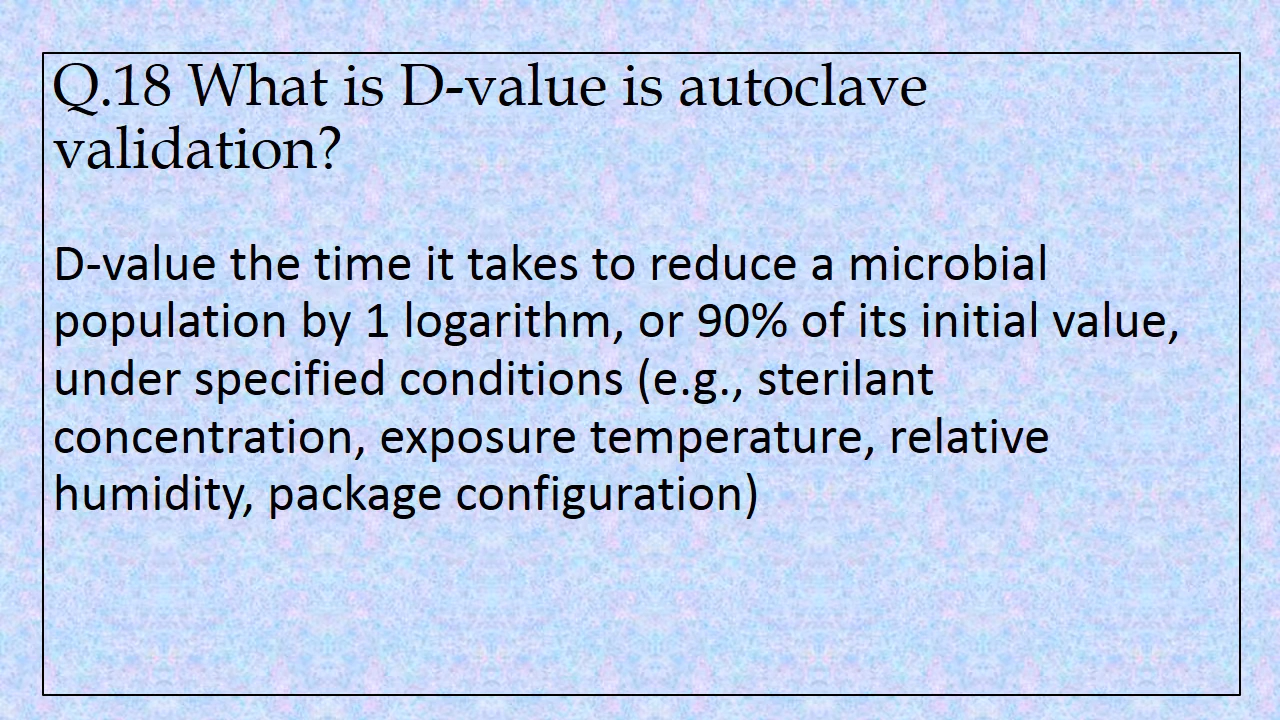 Q.18 What is D-value is autoclave
validation?
D-value the time it takes to reduce a microbial
population by 1 logarithm, or 90% of its initial value,
under specified conditions (e.g., sterilant
concentration, exposure temperature, relative
humidity, package configuration)